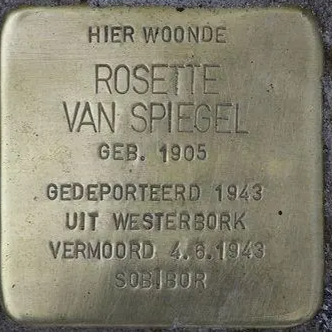 HIER WOONDE
ROSETTE
VAN SPIEGEL
GEB. 1905
GEDEPORTEERD 1943
UIT WESTERBORK
VERMOORD 4.6.1943
SOBIBOR